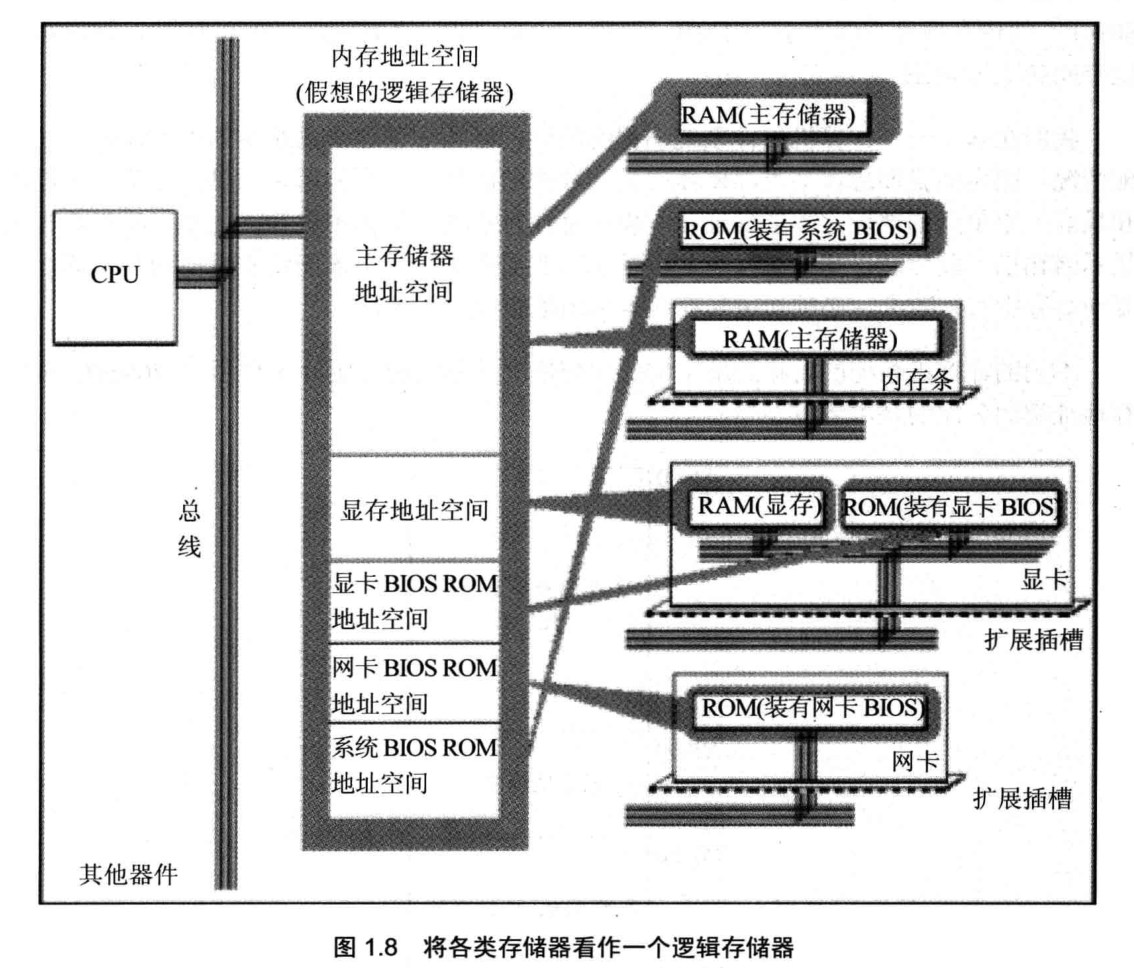 内存地址空间
(假想的逻辑存储器)
CPU
总
线
其他器件
主存储器
地址空间
显存地址空间
显卡 BIOS ROM
地址空间
网卡 BIOS ROM
地址空间
系统 BIOS ROM
地址空间
RAM(主存储器)
ROM(装有系统 BIOS)
RAM(主存储器)
内存条
RAM(显存)
ROM(装有显卡 BIOS)
显卡
扩展插槽
ROM(装有网卡 BIOS)
网卡
扩展插槽
图 1.8 将各类存储器看作一个逻辑存储器